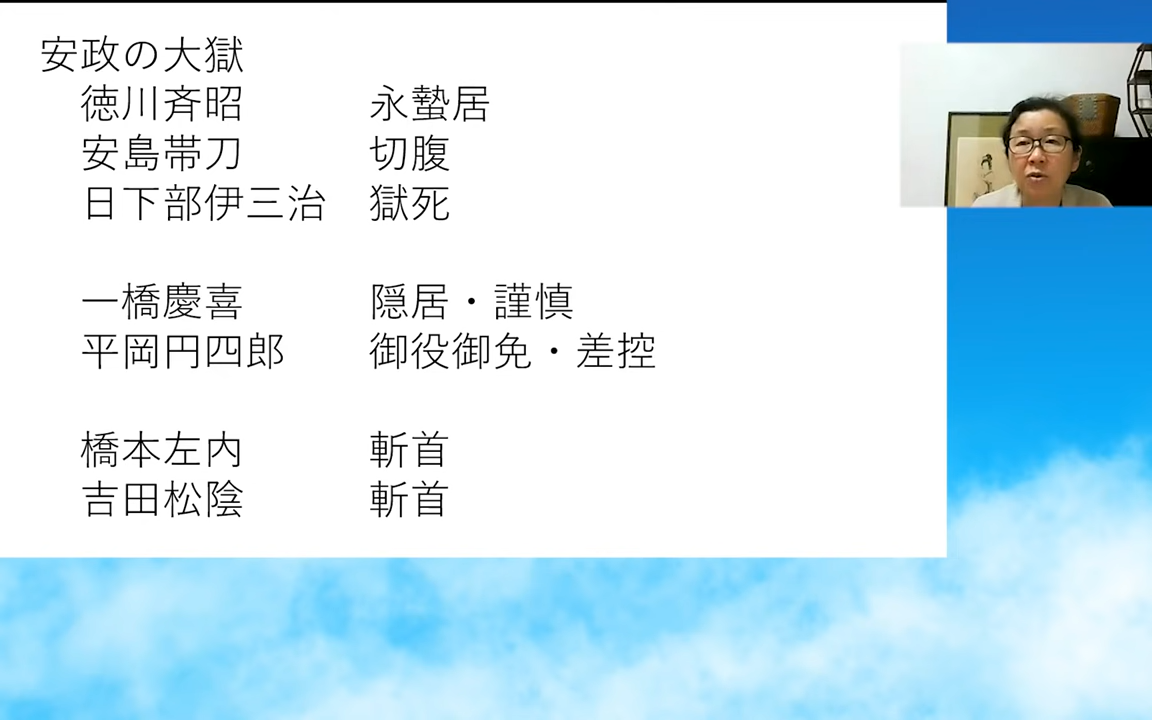 安政の大獄
徳川斉昭 永蟄居
安島帯刀 切腹
日下部伊三治 獄死
一橋慶喜 隠居・謹慎
平岡円四郎 御役御免・差控
橋本左内 斬首
吉田松陰 斬首